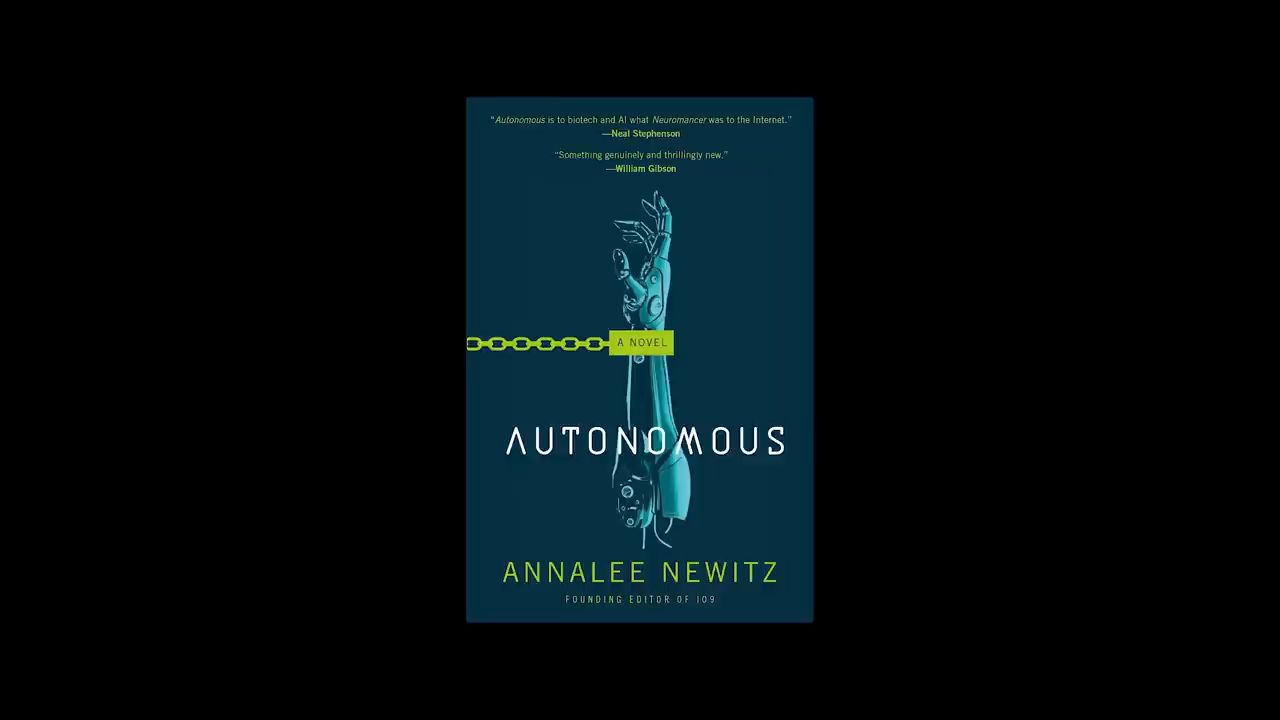 “Autonomous is to biotech and AI what Neuromancer was to the Internet.”
—Neal Stephenson
“Something genuinely and thrillingly new.”
—William Gibson
A NOVEL
AUTONOMOUS
ANNALEE NEWITZ
FOUNDING EDITOR OF IO9